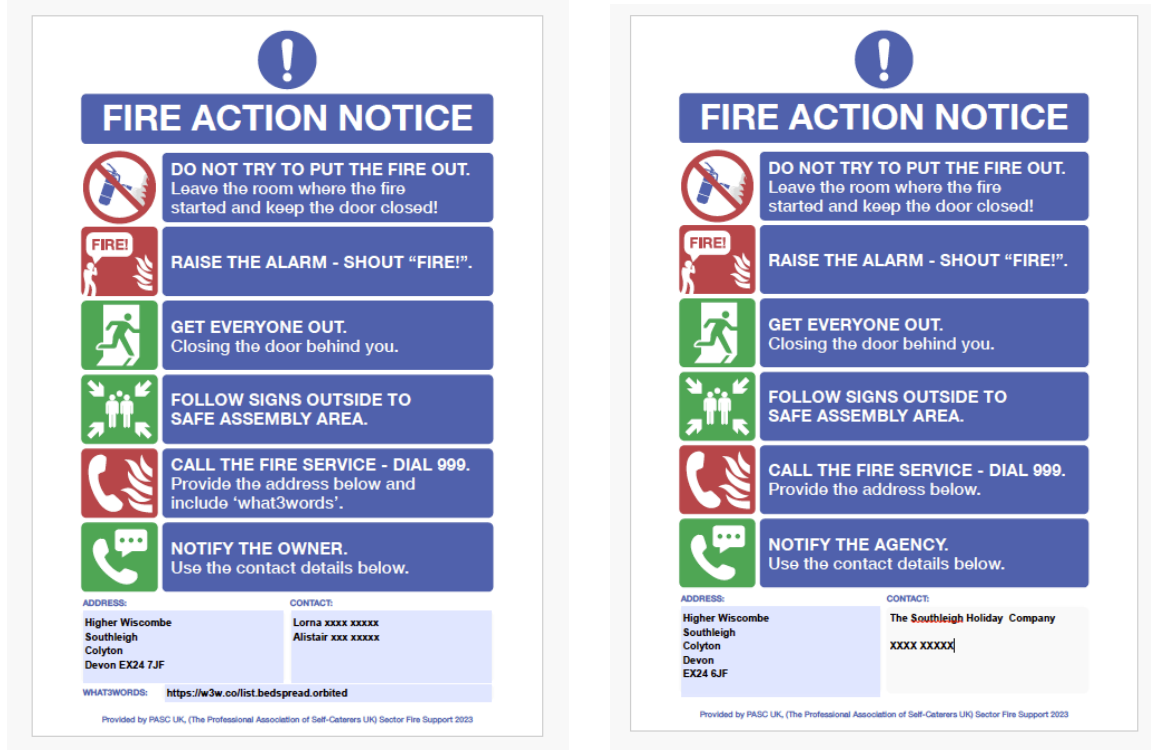 FIRE ACTION NOTICE
DO NOT TRY TO PUT THE FIRE OUT.
Leave the room where the fire
started and keep the door closed!
FIRE!
RAISE THE ALARM - SHOUT “FIRE!”.
GET EVERYONE OUT.
Closing the door behind you.
FOLLOW SIGNS OUTSIDE TO
SAFE ASSEMBLY AREA.
CALL THE FIRE SERVICE - DIAL 999.
Provide the address below and
include ‘what3words’.
NOTIFY THE OWNER.
Use the contact details below.
ADDRESS:
Higher Wiscombe
Southleigh
Colyton
Devon EX24 7JF
CONTACT:
Lorna xxxx xxxxx
Alistair xxx xxxxx
WHAT3WORDS: https://w3w.co/list.bedspread.orbited
Provided by PASC UK, (The Professional Association of Self-Caterers UK) Sector Fire Support 2023
FIRE ACTION NOTICE
DO NOT TRY TO PUT THE FIRE OUT.
Leave the room where the fire
started and keep the door closed!
FIRE!
RAISE THE ALARM - SHOUT “FIRE!”.
GET EVERYONE OUT.
Closing the door behind you.
FOLLOW SIGNS OUTSIDE TO
SAFE ASSEMBLY AREA.
CALL THE FIRE SERVICE - DIAL 999.
Provide the address below.
NOTIFY THE AGENCY.
Use the contact details below.
ADDRESS:
Higher Wiscombe
Southleigh
Colyton
Devon
EX24 6JF
CONTACT:
The Southleigh Holiday Company
XXXX XXXXX
Provided by PASC UK, (The Professional Association of Self-Caterers UK) Sector Fire Support 2023